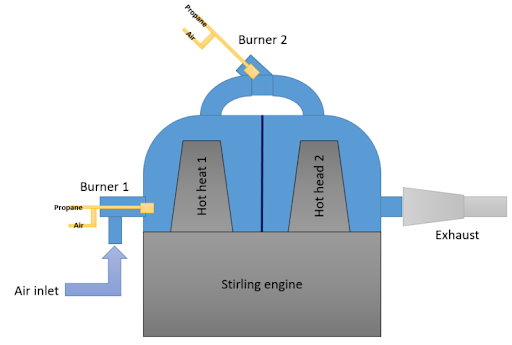 Propane
Air
Burner 2
Hot heat 1
Hot head 2
Burner 1
Propane
Air
Exhaust
Stirling engine
Air inlet